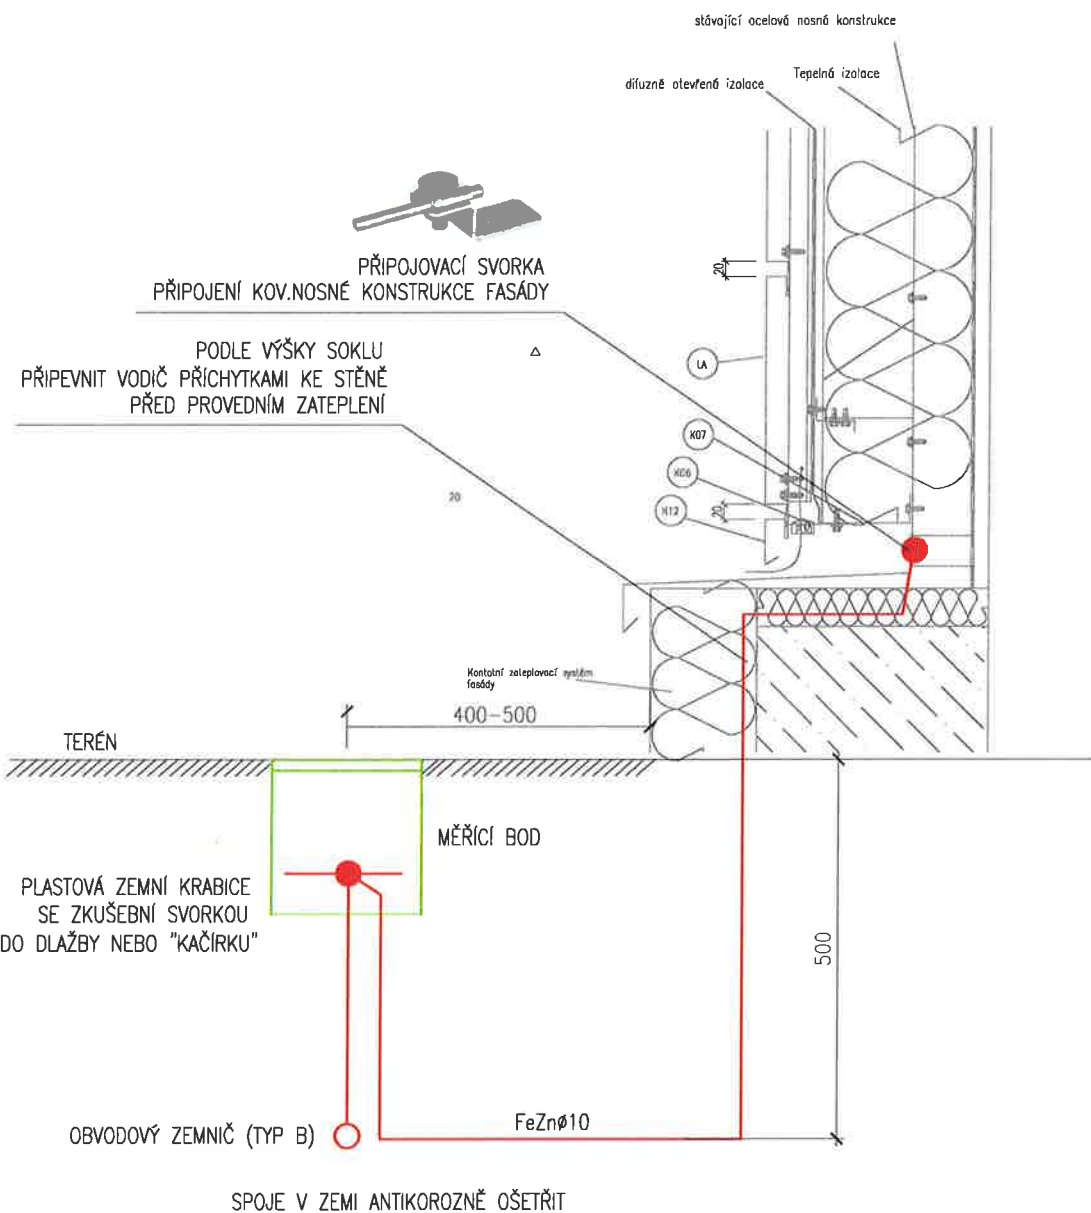 stávající ocelová nosná konstrukce
Tepelná izolace
difuzně otevřená izolace
PŘIPOJOVACÍ SVORKA
PŘIPOJENÍ KOV.NOSNÉ KONSTRUKCE FASÁDY
20
PODLE VÝŠKY SOKLU
PŘIPEVNIT VODIČ PŘÍCHYTKAMI KE STĚNĚ
PŘED PROVEDNÍM ZATEPLENÍ
LA
K07
K06
K12
20
20
Kontatní zateplovací systém
fasády
400-500
TERÉN
MĚŘÍCÍ BOD
PLASTOVÁ ZEMNÍ KRABICE
SE ZKUŠEBNÍ SVORKOU
DO DLAŽBY NEBO "KAČÍRKU"
500
FeZnø10
OBVODOVÝ ZEMNIČ (TYP B)
SPOJE V ZEMI ANTIKOROZNĚ OŠETŘIT